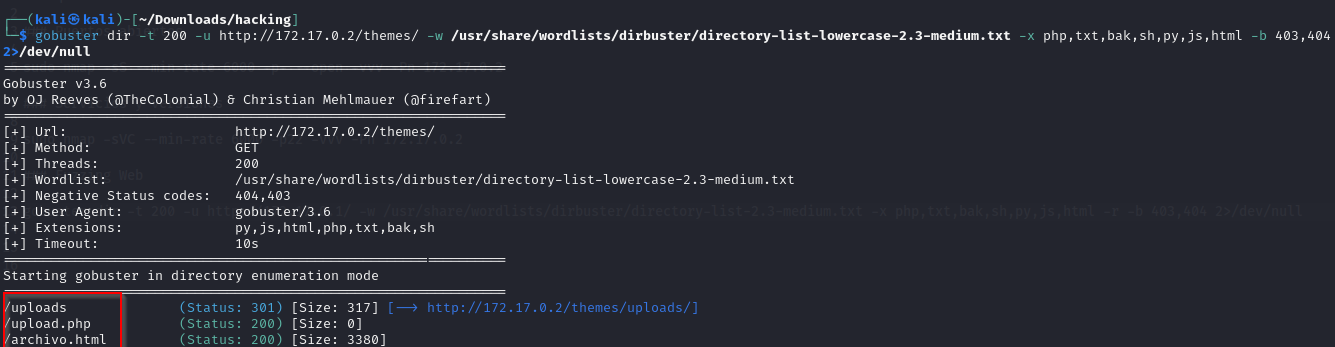 ┌──(kali㉿kali)-[~/Downloads/hacking]
└─$ gobuster dir -t 200 -u http://172.17.0.2/themes/ -w /usr/share/wordlists/dirbuster/directory-list-lowercase-2.3-medium.txt -x php,txt,bak,sh,py,js,html -b 403,404
2>/dev/null
===============================================================
Gobuster v3.6
by OJ Reeves (@TheColonial) & Christian Mehlmauer (@firefart)
===============================================================
[+] Url: http://172.17.0.2/themes/
[+] Method: GET
[+] Threads: 200
[+] Wordlist: /usr/share/wordlists/dirbuster/directory-list-lowercase-2.3-medium.txt
[+] Negative Status codes: 404,403
[+] User Agent: gobuster/3.6
[+] Extensions: py,js,html,php,txt,bak,sh
[+] Timeout: 10s
===============================================================
Starting gobuster in directory enumeration mode
===============================================================
/uploads (Status: 301) [Size: 317] [--> http://172.17.0.2/themes/uploads/]
/upload.php (Status: 200) [Size: 0]
/archivo.html (Status: 200) [Size: 3380]